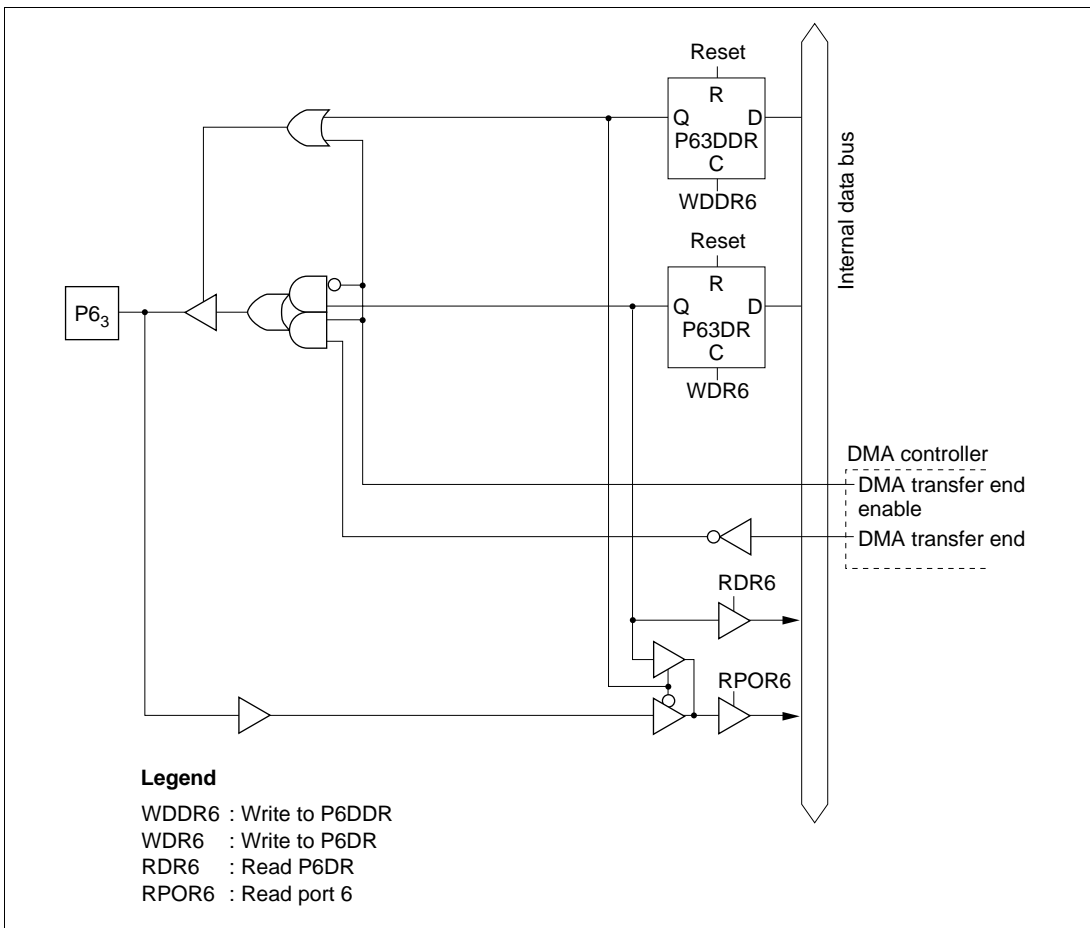 Reset
R
Q D
P63DDR
C
WDDR6
Reset
R
Q D
P63DR
C
WDR6
Internal data bus
P6₃
DMA controller
DMA transfer end
enable
DMA transfer end
RDR6
RPOR6
Legend
WDDR6 : Write to P6DDR
WDR6 : Write to P6DR
RDR6 : Read P6DR
RPOR6 : Read port 6